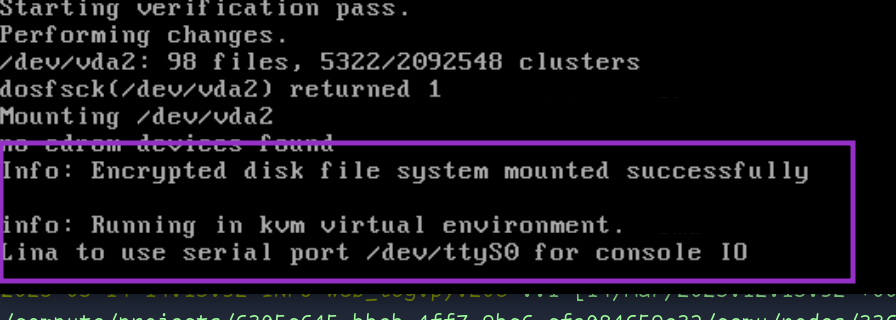 Starting verification pass.
Performing changes.
/dev/vda2: 98 files, 5322/2092548 clusters
dosfsck(/dev/vda2) returned 1
Mounting /dev/vda2
no cdrom devices found
Info: Encrypted disk file system mounted successfully
info: Running in kvm virtual environment.
Lina to use serial port /dev/ttyS0 for console IO